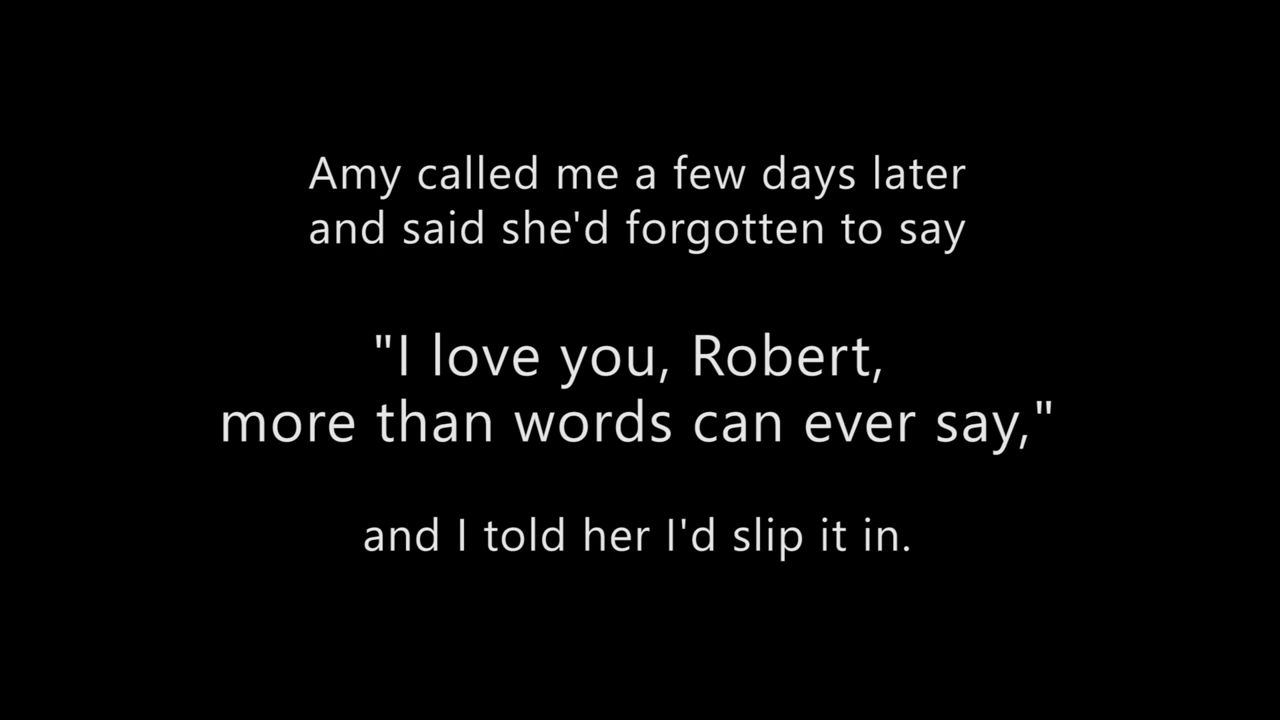 Amy called me a few days later
and said she'd forgotten to say
"I love you, Robert,
more than words can ever say,"
and I told her I'd slip it in.